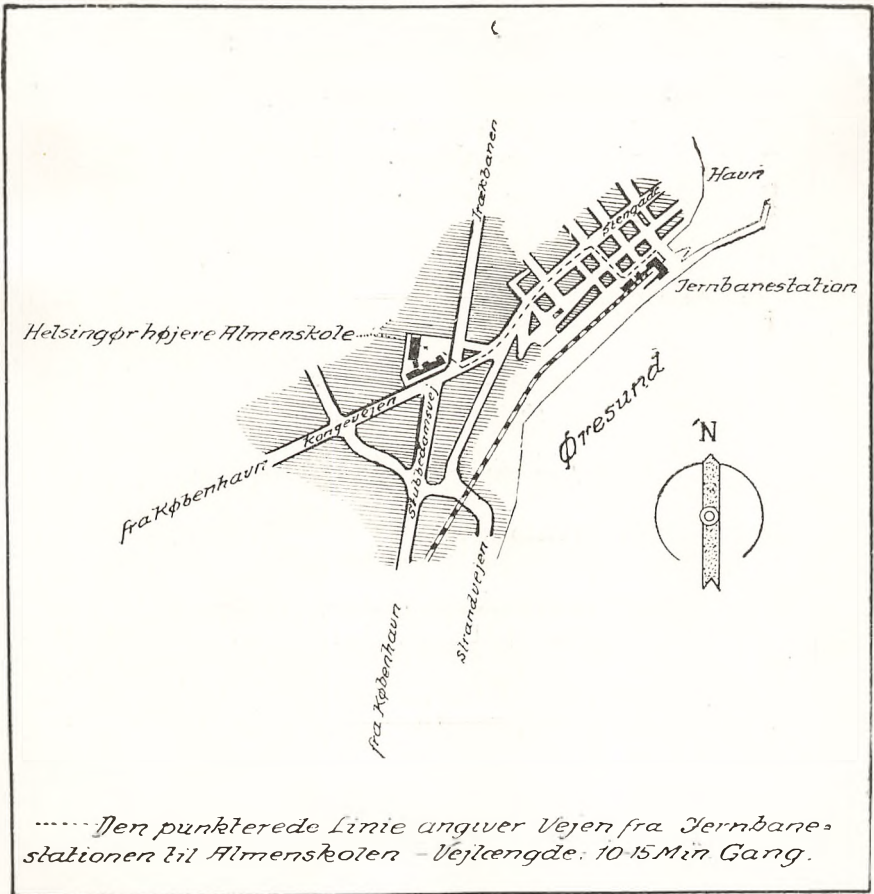 Trækbanen
Havn
Stengade
Jernbanestation
Helsingør højere Almenskole
Øresund
N
Kongevejen
Stubbedamsvej
fra København
Strandvejen
fra København
Den punkterede Linie angiver Vejen fra Jernbane=
stationen til Almenskolen - Vejlængde: 10-15 Min Gang.